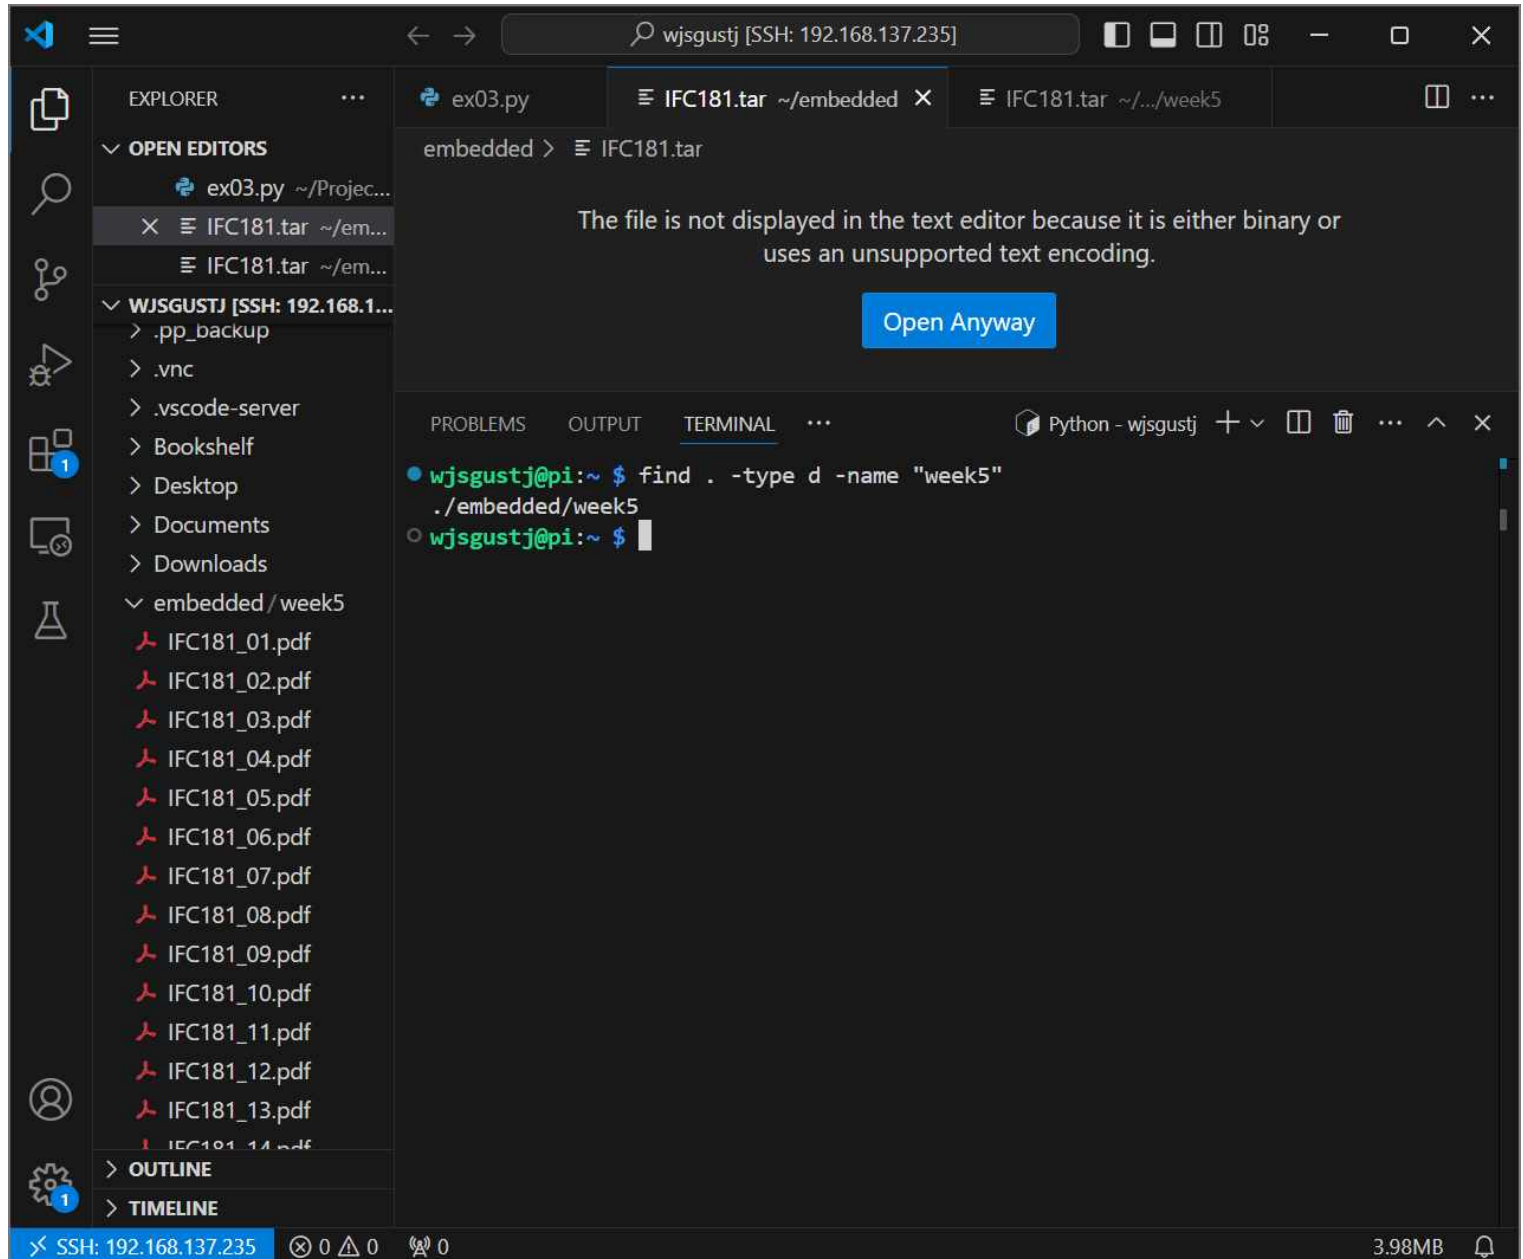 wjsgustj [SSH: 192.168.137.235]
EXPLORER
OPEN EDITORS
ex03.py ~/Projec...
IFC181.tar ~/em...
IFC181.tar ~/em...
WJSGUSTJ [SSH: 192.168.1...
.pp_backup
.vnc
.vscode-server
Bookshelf
Desktop
Documents
Downloads
embedded / week5
IFC181_01.pdf
IFC181_02.pdf
IFC181_03.pdf
IFC181_04.pdf
IFC181_05.pdf
IFC181_06.pdf
IFC181_07.pdf
IFC181_08.pdf
IFC181_09.pdf
IFC181_10.pdf
IFC181_11.pdf
IFC181_12.pdf
IFC181_13.pdf
IFC181_14.pdf
OUTLINE
TIMELINE
1
1
ex03.py IFC181.tar ~/embedded IFC181.tar ~/.../week5
embedded > IFC181.tar
The file is not displayed in the text editor because it is either binary or
uses an unsupported text encoding.
Open Anyway
PROBLEMS OUTPUT TERMINAL ... Python - wjsgustj
wjsgustj@pi:~ $ find . -type d -name "week5"
./embedded/week5
wjsgustj@pi:~ $
SSH: 192.168.137.235 0 0 0 3.98MB